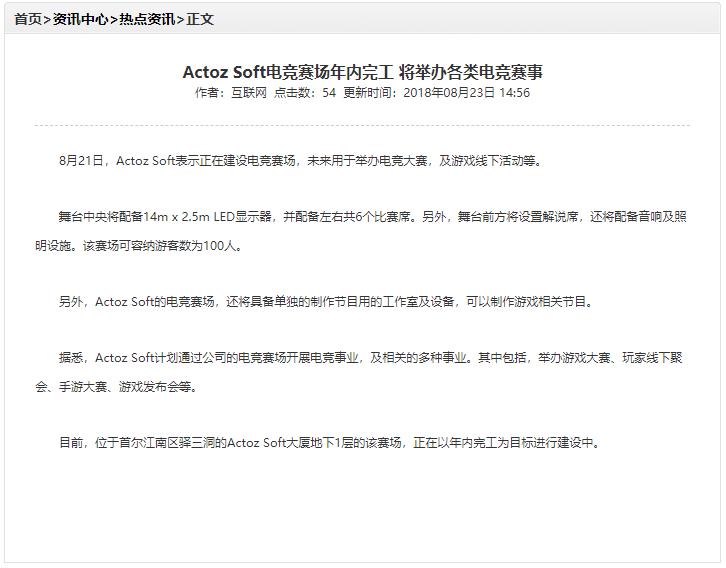 首页>资讯中心>热点资讯>正文
Actoz Soft电竞赛场年内完工 将举办各类电竞赛事
作者：互联网 点击数：54 更新时间：2018年08月23日 14:56
8月21日，Actoz Soft表示正在建设电竞赛场，未来用于举办电竞大赛，及游戏线下活动等。
舞台中央将配备14m x 2.5m LED显示器，并配备左右共6个比赛席。另外，舞台前方将设置解说席，还将配备音响及照
明设施。该赛场可容纳游客数为100人。
另外，Actoz Soft的电竞赛场，还将具备单独的制作节目用的工作室及设备，可以制作游戏相关节目。
据悉，Actoz Soft计划通过公司的电竞赛场开展电竞事业，及相关的多种事业。其中包括，举办游戏大赛、玩家线下聚
会、手游大赛、游戏发布会等。
目前，位于首尔江南区驿三洞的Actoz Soft大厦地下1层的该赛场，正在以年内完工为目标进行建设中。